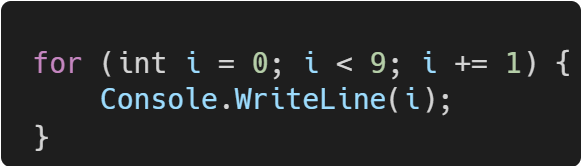 for (int i = 0; i < 9; i += 1) {
    Console.WriteLine(i);
}